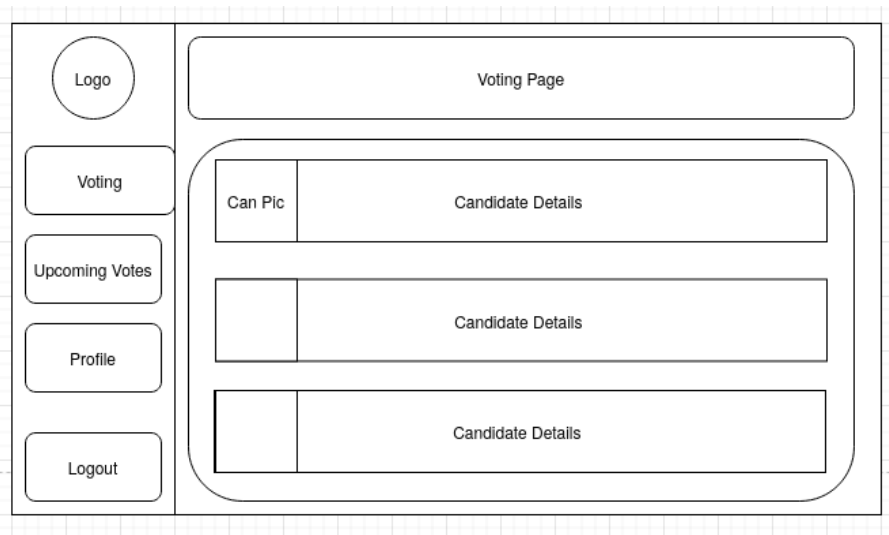 Logo
Voting Page
Voting
Can Pic
Candidate Details
Upcoming Votes
Candidate Details
Profile
Candidate Details
Logout